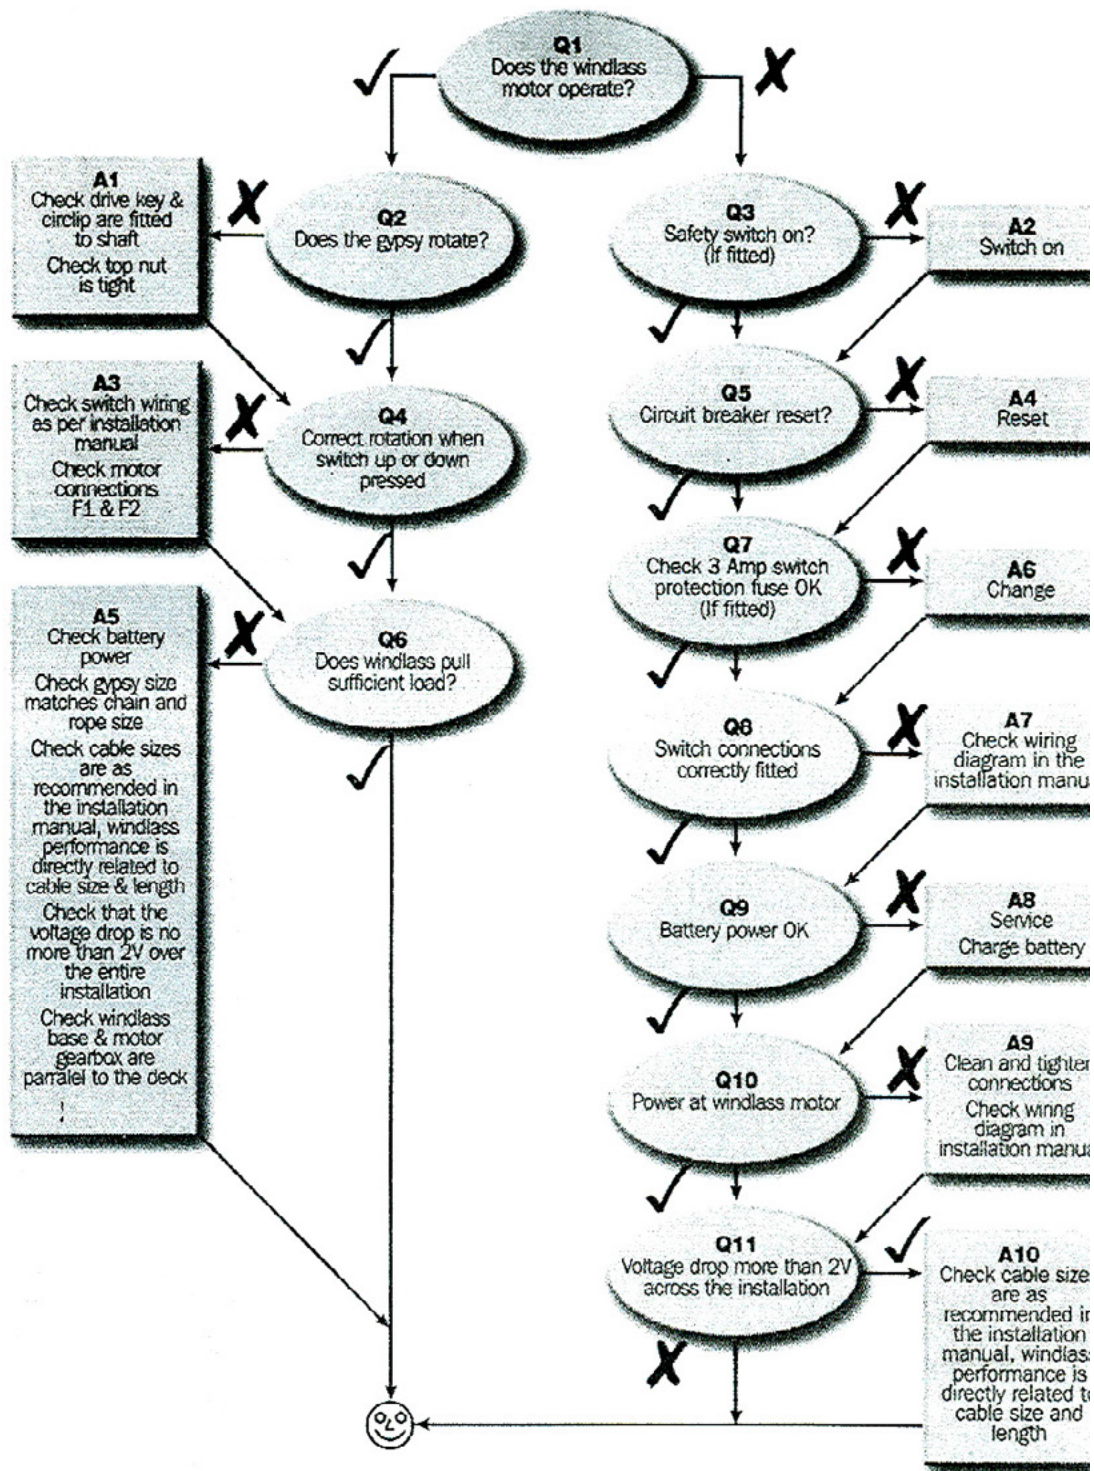 Q1
Does the windlass
motor operate?
A1
Check drive key &
circlip are fitted
to shaft
Check top nut
is tight
Q2
Does the gypsy rotate?
Q3
Safety switch on?
(If fitted)
A2
Switch on
A3
Check switch wiring
as per installation
manual
Check motor
connections
F1 & F2
Q4
Correct rotation when
switch up or down
pressed
Q5
Circuit breaker reset?
A4
Reset
Q7
Check 3 Amp switch
protection fuse OK
(If fitted)
A6
Change
A5
Check battery
power
Check gypsy size
matches chain and
rope size
Check cable sizes
are as
recommended in
the installation
manual, windlass
performance is
directly related to
cable size & length
Check that the
voltage drop is no
more than 2V over
the entire
installation
Check windlass
base & motor
gearbox are
parralel to the deck
Q6
Does windlass pull
sufficient load?
Q8
Switch connections
correctly fitted
A7
Check wiring
diagram in the
installation manu
Q9
Battery power OK
A8
Service
Charge battery
Q10
Power at windlass motor
A9
Clean and tighten
connections
Check wiring
diagram in
installation manu
Q11
Voltage drop more than 2V
across the installation
A10
Check cable size
are as
recommended in
the installation
manual, windlass
performance is
directly related to
cable size and
length